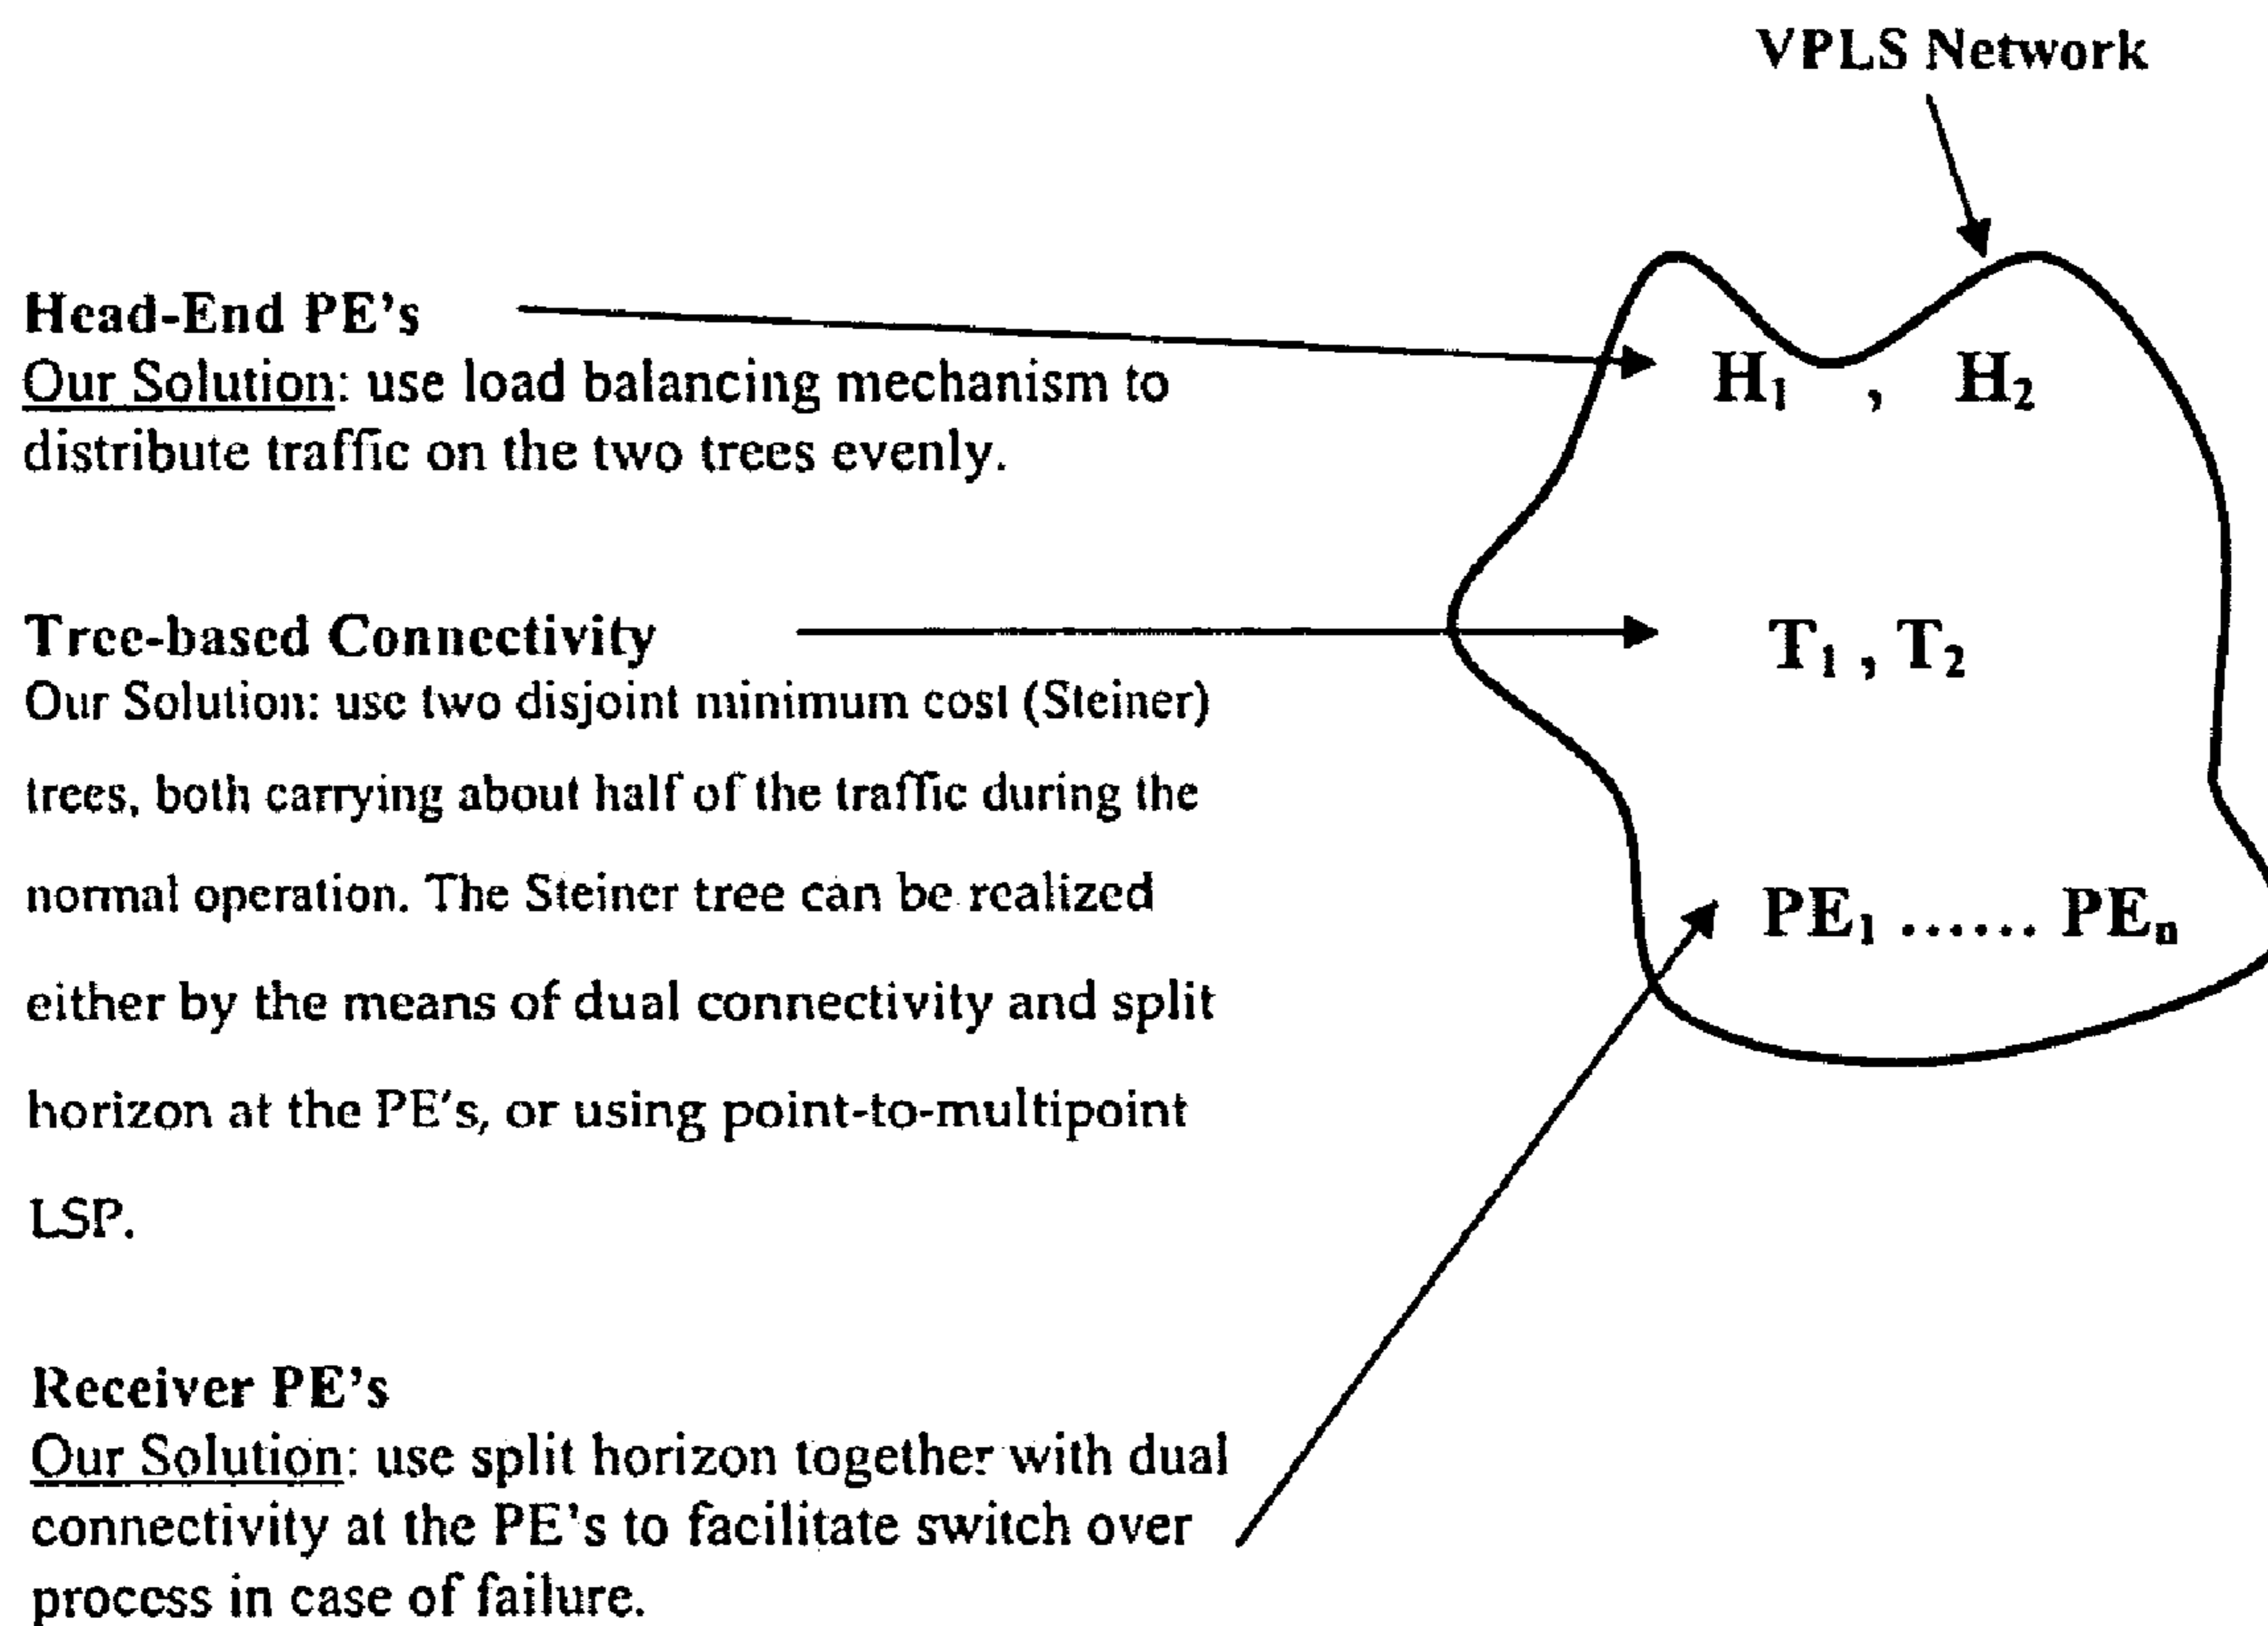 VPLS Network
Head-End PE's
Our Solution: use load balancing mechanism to
distribute traffic on the two trees evenly.
H₁ , H₂
Tree-based Connectivity
Our Solution: use two disjoint minimum cost (Steiner)
trees, both carrying about half of the traffic during the
normal operation. The Steiner tree can be realized
either by the means of dual connectivity and split
horizon at the PE's, or using point-to-multipoint
LSP.
T₁ , T₂
PE₁ ...... PEₙ
Receiver PE's
Our Solution: use split horizon together with dual
connectivity at the PE's to facilitate switch over
process in case of failure.